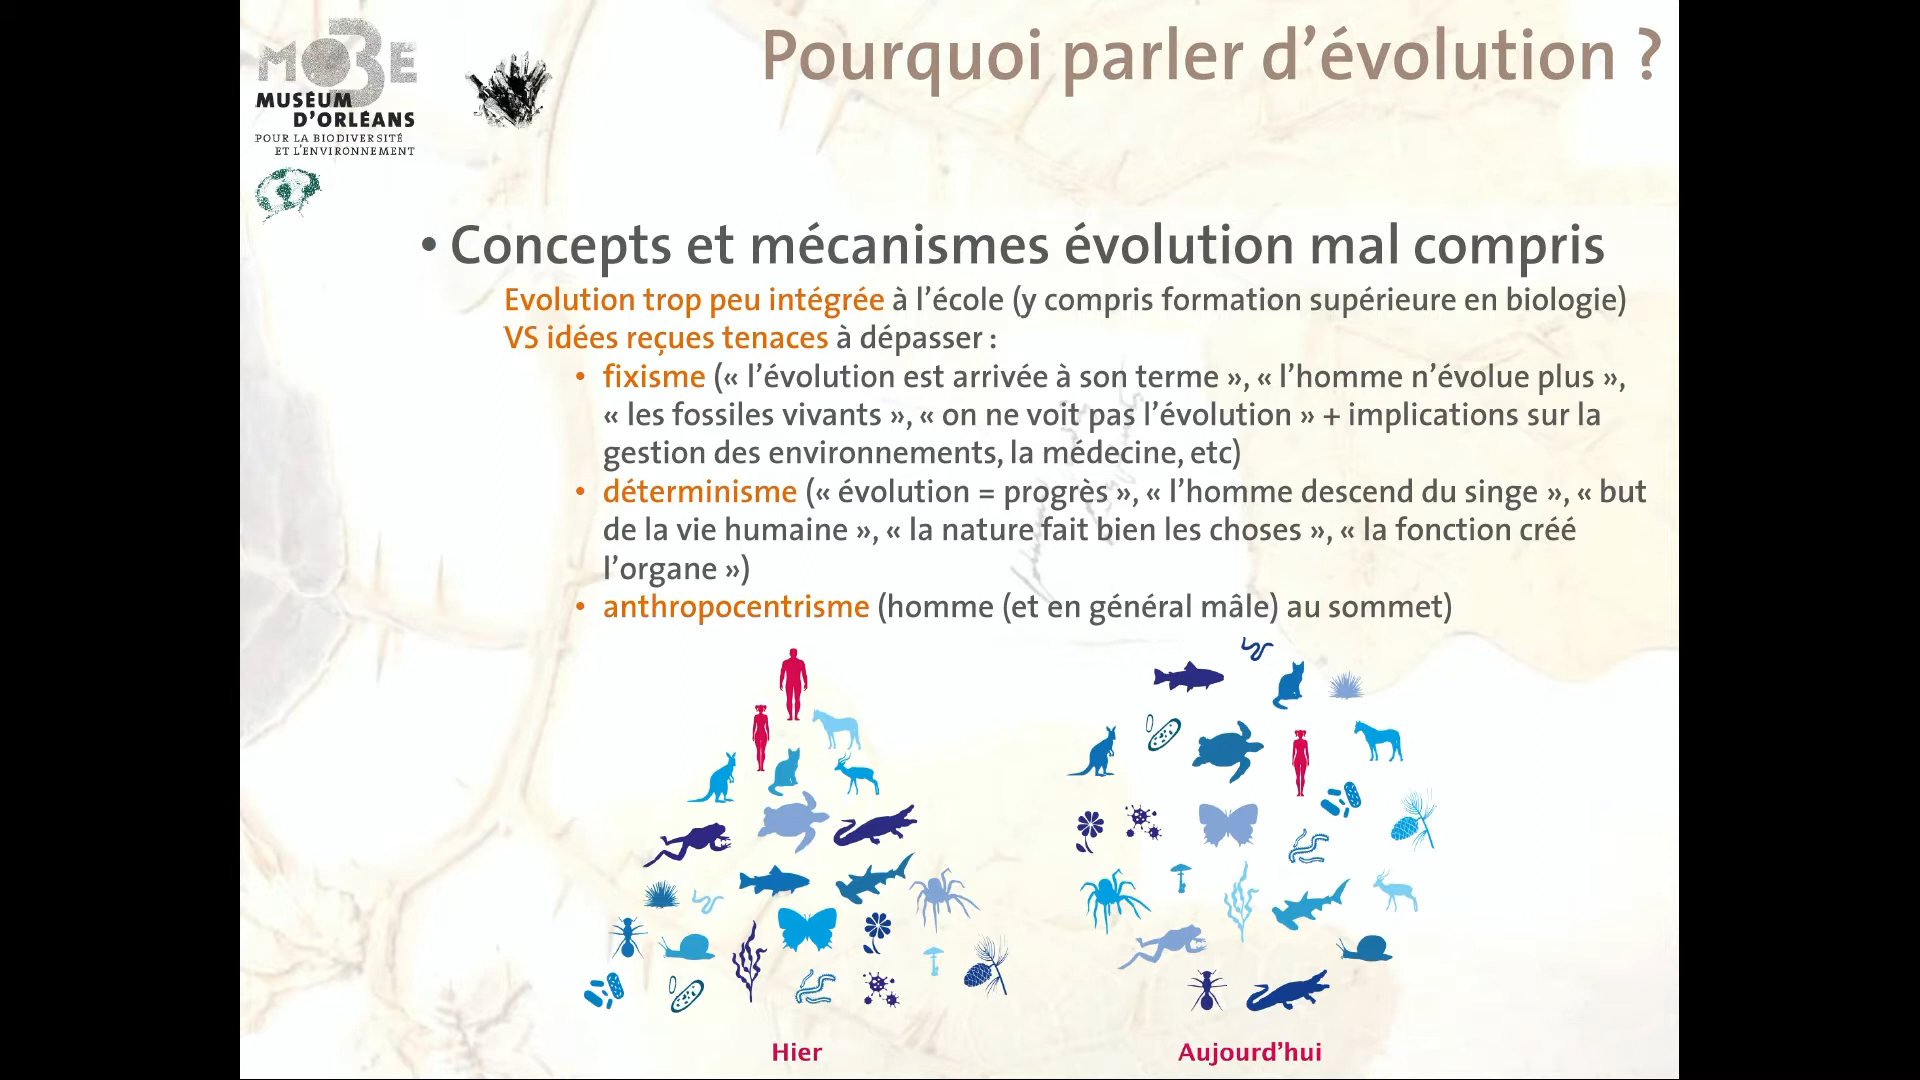 MOBE
MUSÉUM
D'ORLÉANS
POUR LA BIODIVERSITÉ
ET L'ENVIRONNEMENT
Pourquoi parler d'évolution ?
• Concepts et mécanismes évolution mal compris
Evolution trop peu intégrée à l'école (y compris formation supérieure en biologie)
VS idées reçues tenaces à dépasser :
• fixisme (« l'évolution est arrivée à son terme », « l'homme n'évolue plus »,
« les fossiles vivants », « on ne voit pas l'évolution » + implications sur la
gestion des environnements, la médecine, etc)
• déterminisme (« évolution = progrès », « l'homme descend du singe », « but
de la vie humaine », « la nature fait bien les choses », « la fonction créé
l'organe »)
• anthropocentrisme (homme (et en général mâle) au sommet)
Hier
Aujourd'hui